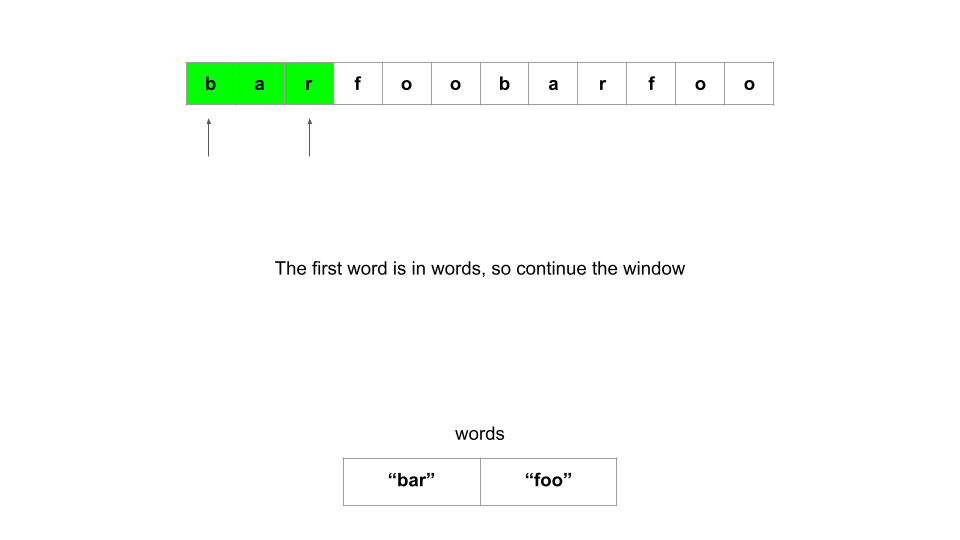 b a r f o o b a r f o o
The first word is in words, so continue the window
words
“bar” “foo”